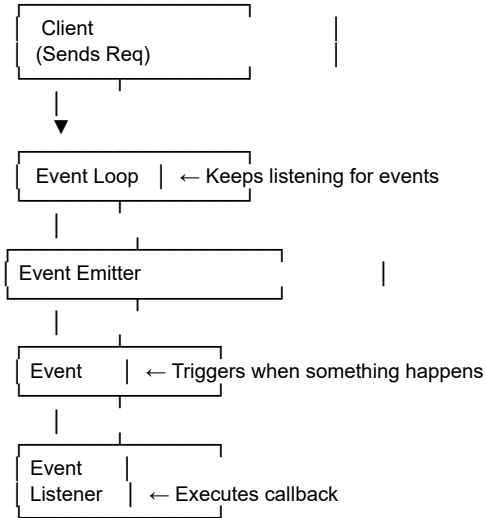 Client
(Sends Req)
Event Loop ← Keeps listening for events
Event Emitter
Event ← Triggers when something happens
Event
Listener ← Executes callback